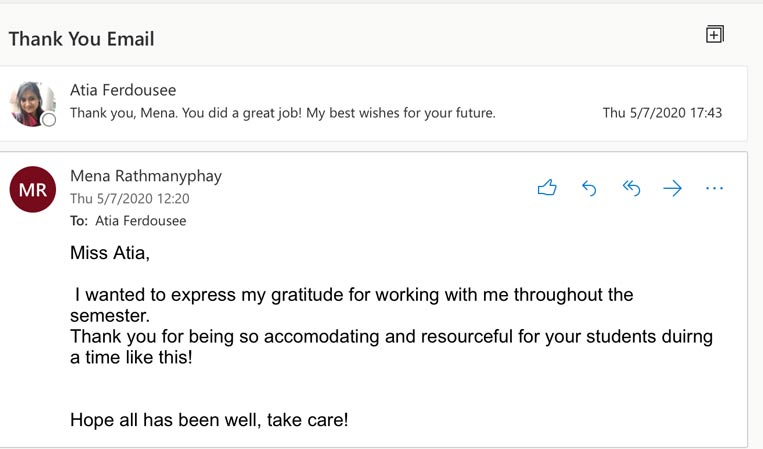 Thank You Email
Atia Ferdousee
Thank you, Mena. You did a great job! My best wishes for your future.
Thu 5/7/2020 17:43
MR
Mena Rathmanyphay
Thu 5/7/2020 12:20
To: Atia Ferdousee
Miss Atia,
I wanted to express my gratitude for working with me throughout the
semester.
Thank you for being so accomodating and resourceful for your students duirng
a time like this!
Hope all has been well, take care!